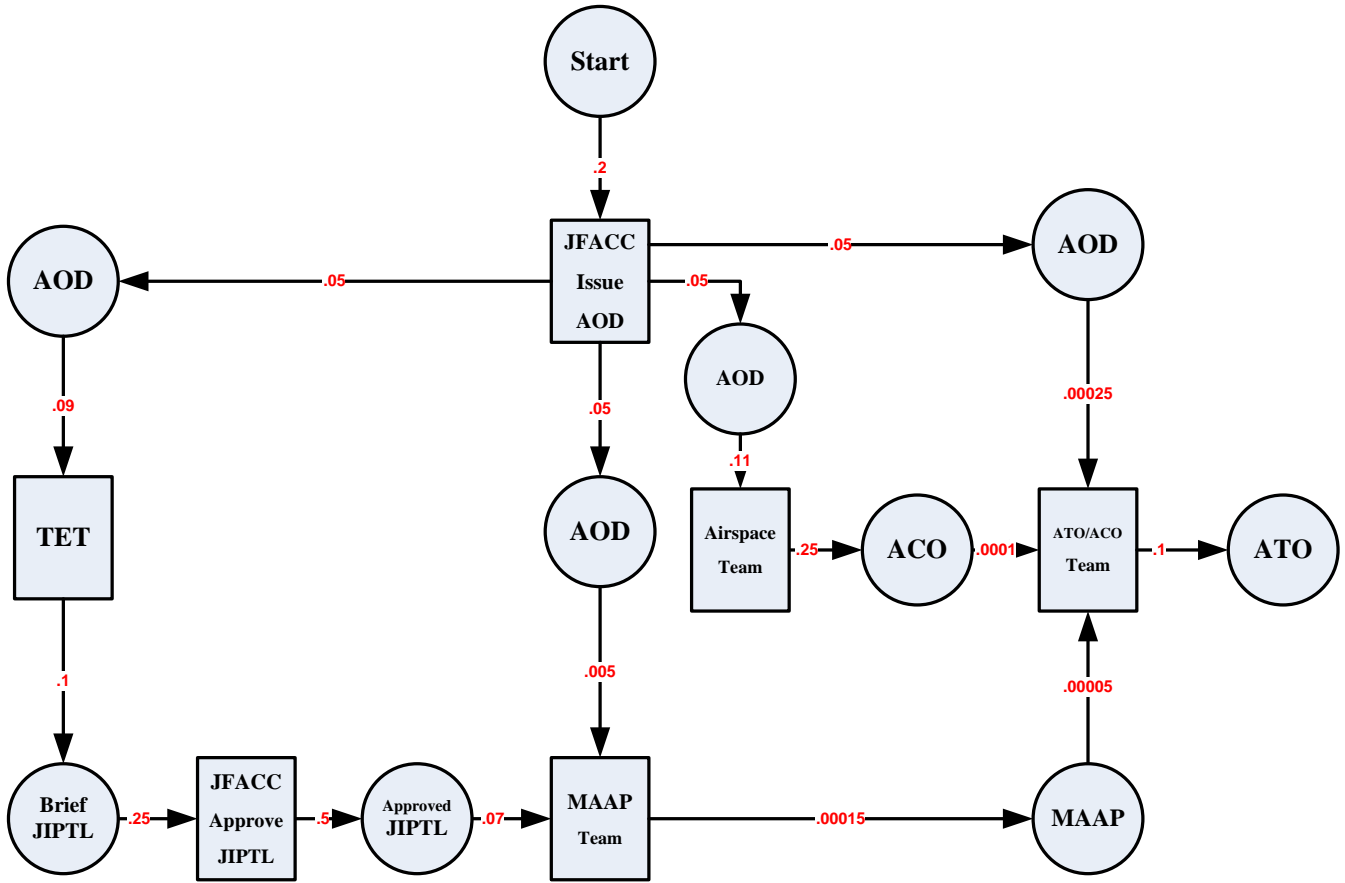 Start
.2
JFACC
Issue
AOD
.05
AOD
.05
AOD
.05
AOD
.05
AOD
.09
.00025
.11
TET
AOD
Airspace
Team
.25
ACO
.0001
ATO/ACO
Team
.1
ATO
.1
.005
.00005
Brief
JIPTL
.25
JFACC
Approve
JIPTL
.5
Approved
JIPTL
.07
MAAP
Team
.00015
MAAP